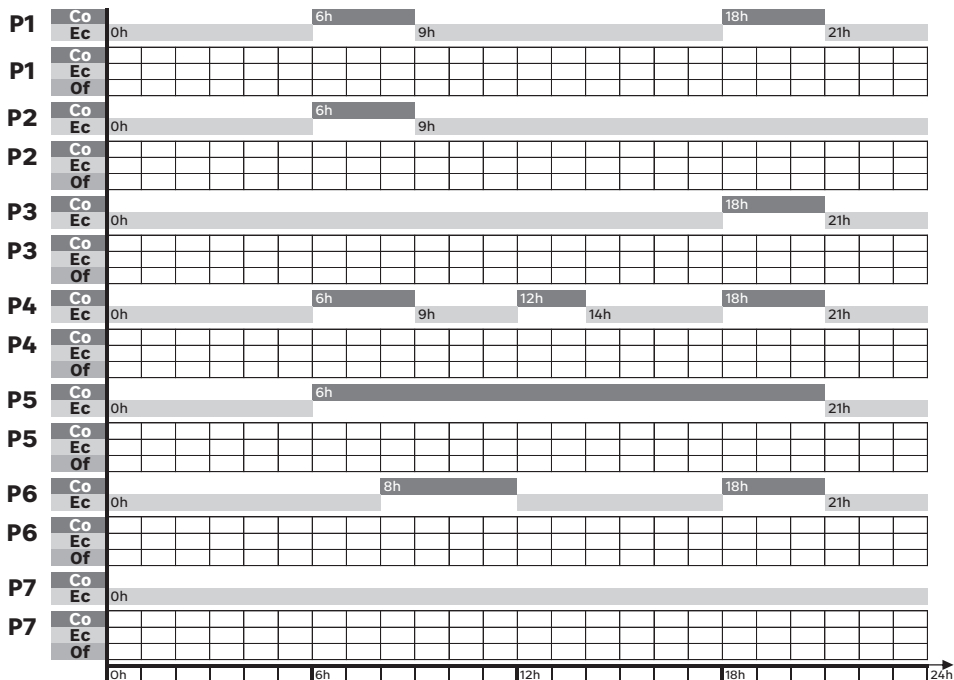 P1 Co 6h 18h
Ec 0h 9h 21h
P1 Co
Ec
Of
P2 Co 6h
Ec 0h 9h
P2 Co
Ec
Of
P3 Co 18h
Ec 0h 21h
P3 Co
Ec
Of
P4 Co 6h 12h 18h
Ec 0h 9h 14h 21h
P4 Co
Ec
Of
P5 Co 6h
Ec 0h 21h
P5 Co
Ec
Of
P6 Co 8h 18h
Ec 0h 21h
P6 Co
Ec
Of
P7 Co
Ec 0h
P7 Co
Ec
Of
0h 6h 12h 18h 24h